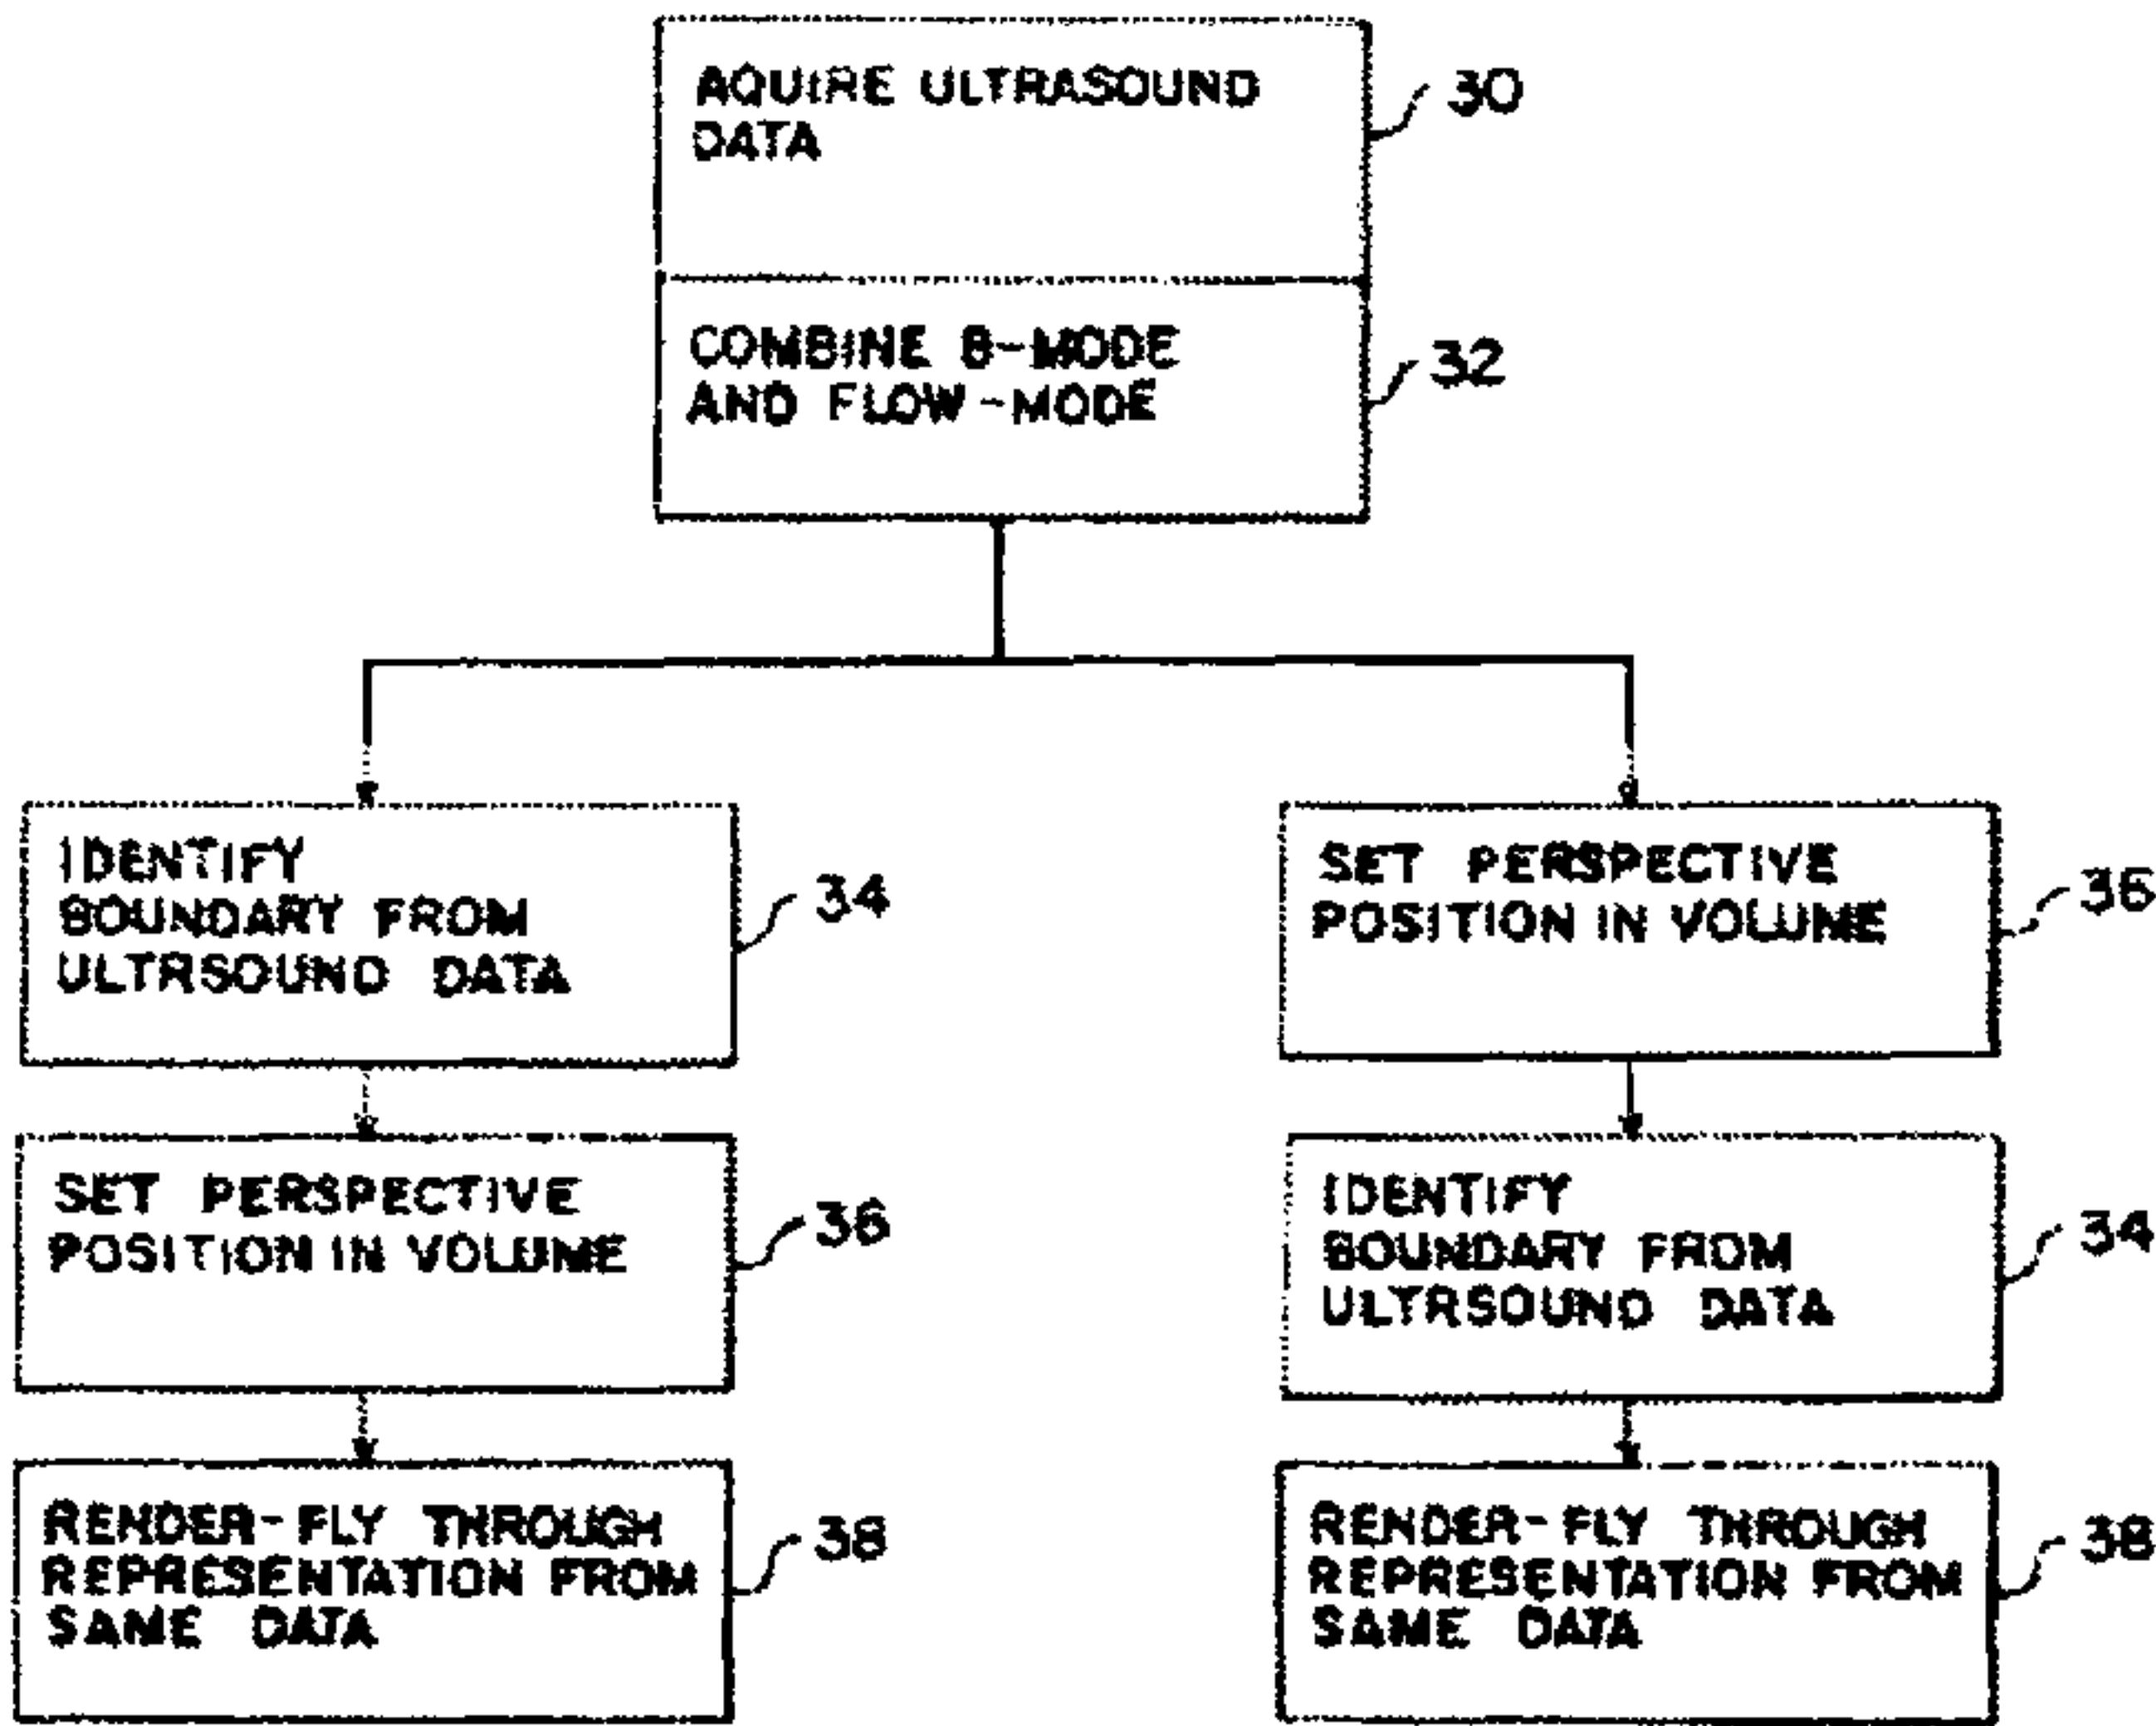 AQUIRE ULTRASOUND
DATA
30
COMBINE B-MODE
AND FLOW-MODE
32
IDENTIFY
BOUNDARY FROM
ULTRSOUND DATA
34
SET PERSPECTIVE
POSITION IN VOLUME
36
RENDER-FLY THROUGH
REPRESENTATION FROM
SAME DATA
38
SET PERSPECTIVE
POSITION IN VOLUME
36
IDENTIFY
BOUNDARY FROM
ULTRSOUND DATA
34
RENDER-FLY THROUGH
REPRESENTATION FROM
SAME DATA
38